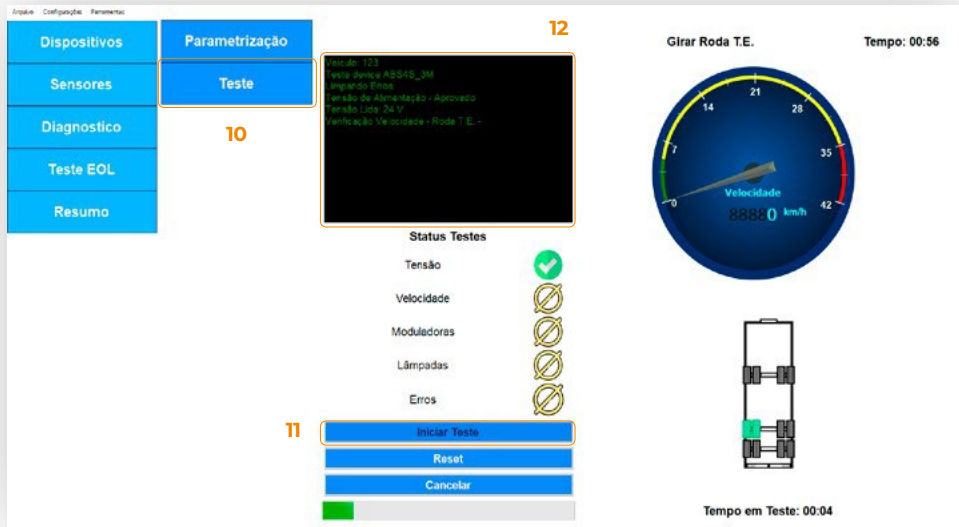 Arquivo Configurações Ferramentas
Dispositivos
Sensores
Diagnostico
Teste EOL
Resumo
Parametrização
Teste
10
12
Veiculo: 123
Teste device ABS4S_3M
Limpando Erros
Tensão de Alimentação - Aprovado
Tensão Lida: 24 V
Verificação Velocidade - Roda T.E. -
Status Testes
Tensão
Velocidade
Moduladoras
Lâmpadas
Erros
11
Iniciar Teste
Reset
Cancelar
Girar Roda T.E.
Tempo: 00:56
0
7
14
21
28
35
42
Velocidade
0 km/h
Tempo em Teste: 00:04